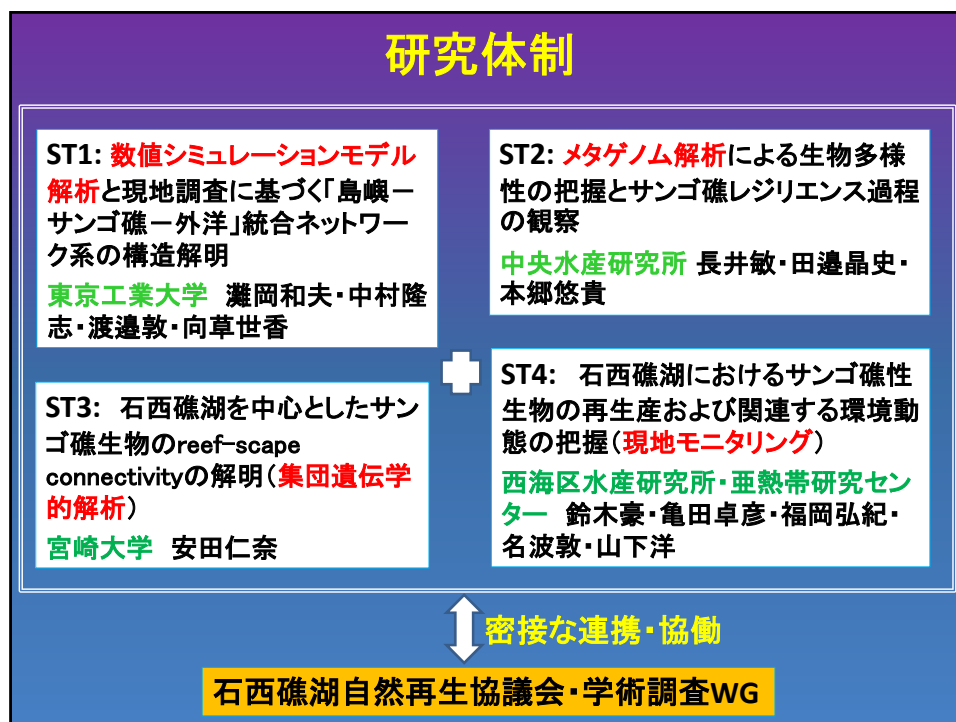 研究体制
ST1: 数値シミュレーションモデル
解析と現地調査に基づく「島嶼－
サンゴ礁－外洋」統合ネットワー
ク系の構造解明
東京工業大学　灘岡和夫・中村隆
志・渡邉敦・向草世香
ST2: メタゲノム解析による生物多様
性の把握とサンゴ礁レジリエンス過程
の観察
中央水産研究所 長井敏・田邉晶史・
本郷悠貴
ST3:　石西礁湖を中心としたサン
ゴ礁生物のreef-scape
connectivityの解明（集団遺伝学
的解析）
宮崎大学　安田仁奈
ST4:　石西礁湖におけるサンゴ礁性
生物の再生産および関連する環境動
態の把握（現地モニタリング）
西海区水産研究所・亜熱帯研究セン
ター　鈴木豪・亀田卓彦・福岡弘紀・
名波敦・山下洋
密接な連携・協働
石西礁湖自然再生協議会・学術調査WG